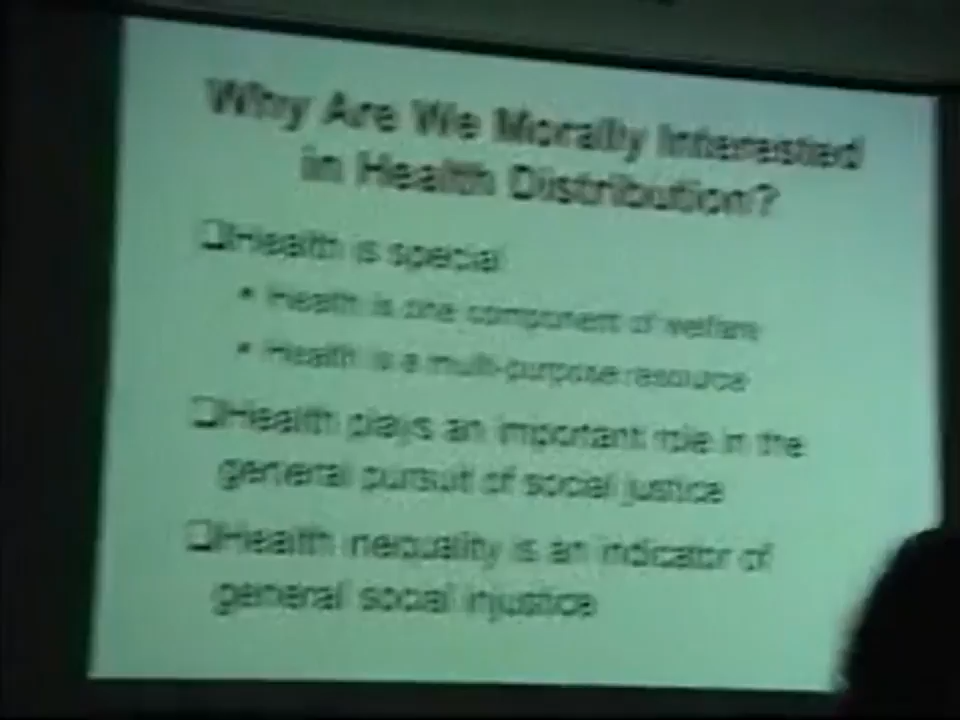 Why Are We Morally Interested
in Health Distribution?
❑Health is special
• Health is one component of welfare
• Health is a multi-purpose resource
❑Health plays an important role in the
general pursuit of social justice
❑Health inequality is an indicator of
general social injustice